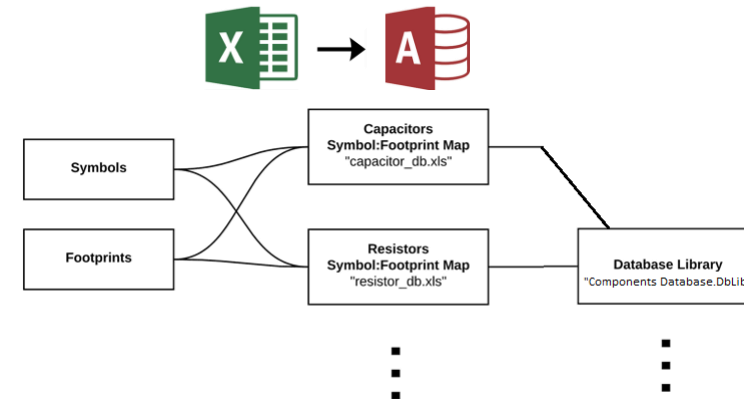 X
A
Capacitors
Symbol:Footprint Map
"capacitor_db.xls"
Symbols
Footprints
Resistors
Symbol:Footprint Map
"resistor_db.xls"
Database Library
"Components Database.DbLib